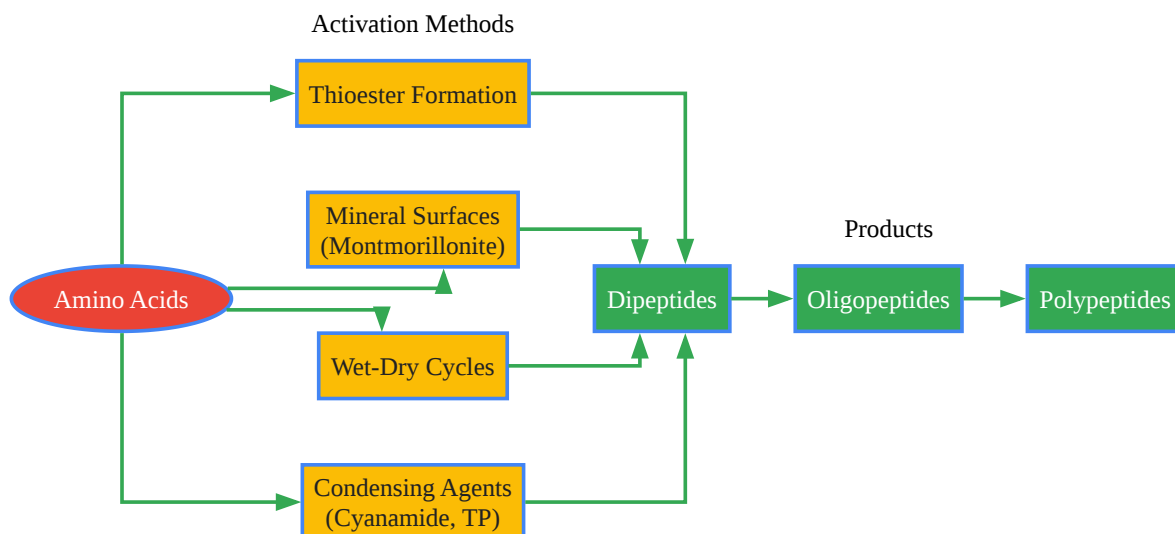 Activation Methods
Thioester Formation
Mineral Surfaces
(Montmorillonite)
Products
Amino Acids
Dipeptides
Oligopeptides
Polypeptides
Wet-Dry Cycles
Condensing Agents
(Cyanamide, TP)